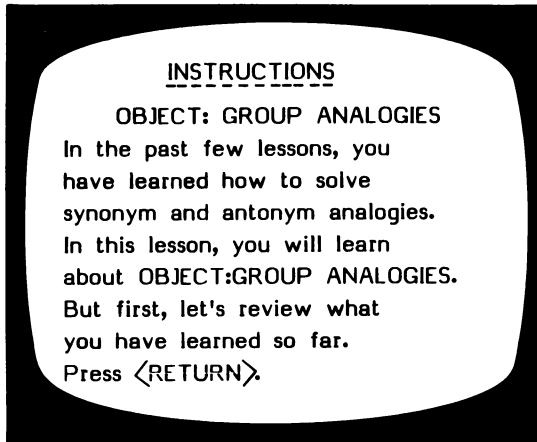 INSTRUCTIONS
OBJECT: GROUP ANALOGIES
In the past few lessons, you
have learned how to solve
synonym and antonym analogies.
In this lesson, you will learn
about OBJECT:GROUP ANALOGIES.
But first, let's review what
you have learned so far.
Press <RETURN>.